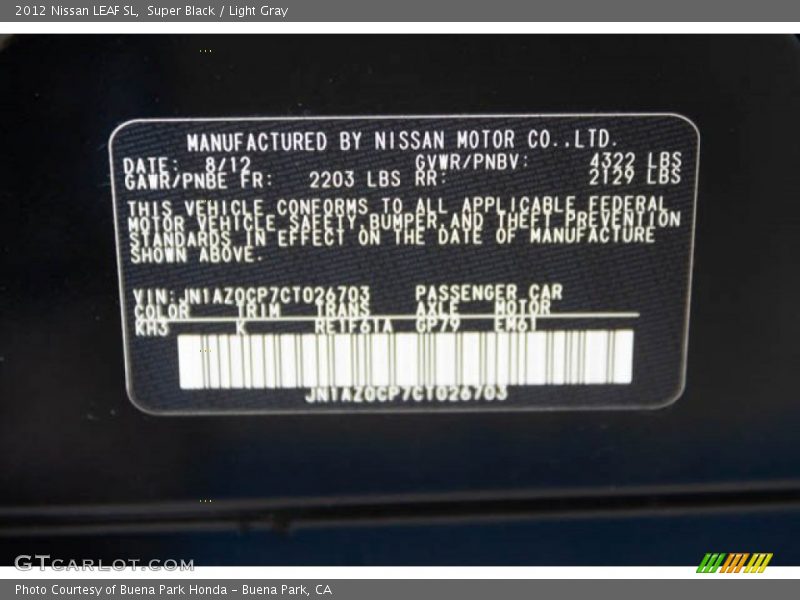 2012 Nissan LEAF SL,  Super Black / Light Gray
MANUFACTURED BY NISSAN MOTOR CO.,LTD.
DATE: 8/12 GVWR/PNBV: 4322 LBS
GAWR/PNBE FR: 2203 LBS RR: 2129 LBS
THIS VEHICLE CONFORMS TO ALL APPLICABLE FEDERAL
MOTOR VEHICLE SAFETY,BUMPER,AND THEFT PREVENTION
STANDARDS IN EFFECT ON THE DATE OF MANUFACTURE
SHOWN ABOVE.
VIN:JN1AZ0CP7CT026703 PASSENGER CAR
COLOR TRIM TRANS AXLE MOTOR
KH3 K RE1F61A GP79 EM61
JN1AZ0CP7CT026703
GTCARLOT.COM
Photo Courtesy of Buena Park Honda - Buena Park, CA